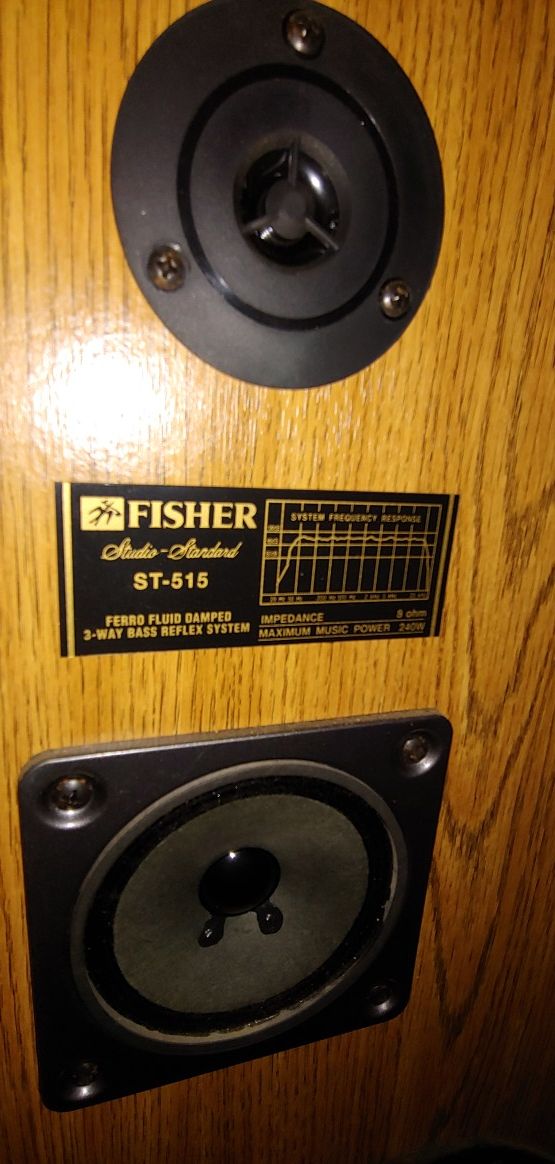 FISHER
Studio-Standard
ST-515
FERRO FLUID DAMPED
3-WAY BASS REFLEX SYSTEM
SYSTEM FREQUENCY RESPONSE
IMPEDANCE 8 ohm
MAXIMUM MUSIC POWER 240W